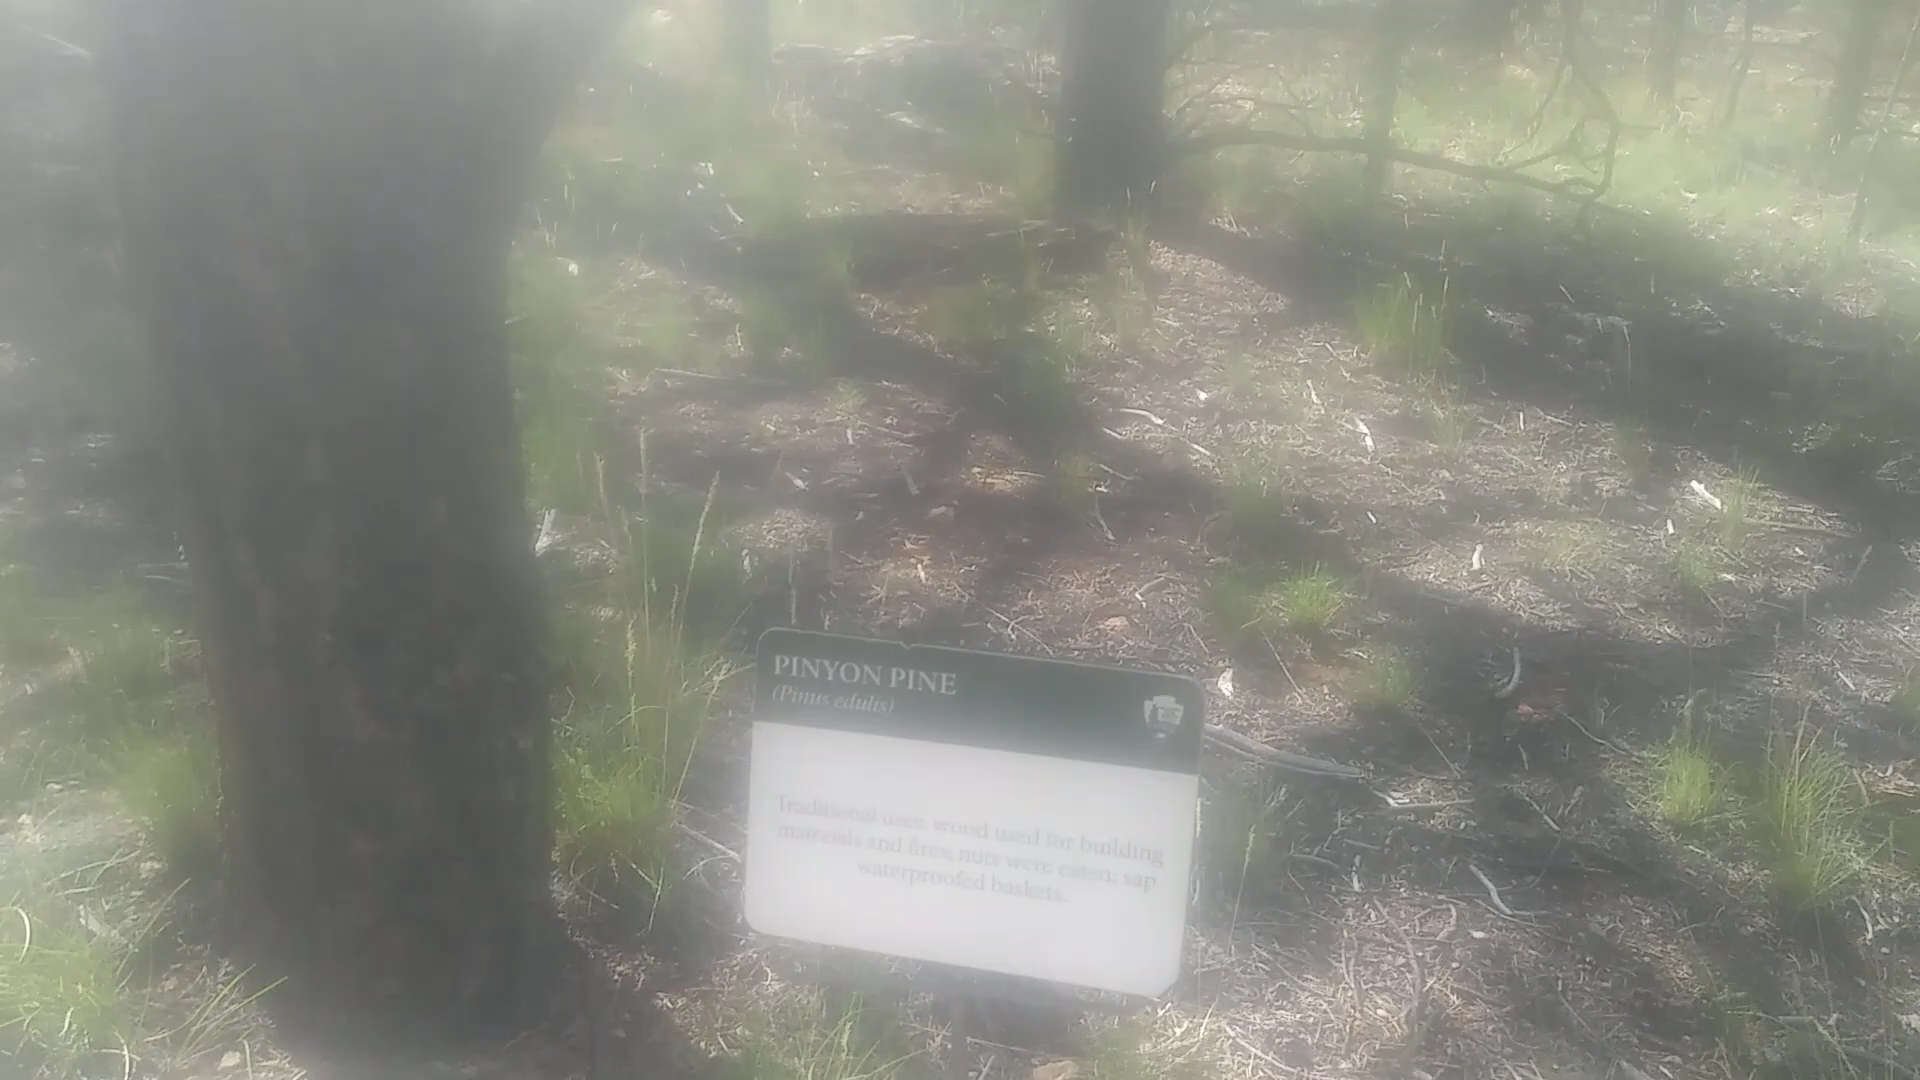 PINYON PINE
(Pinus edulis)
Traditional uses: wood used for building
materials and fires; nuts were eaten; sap
waterproofed baskets.